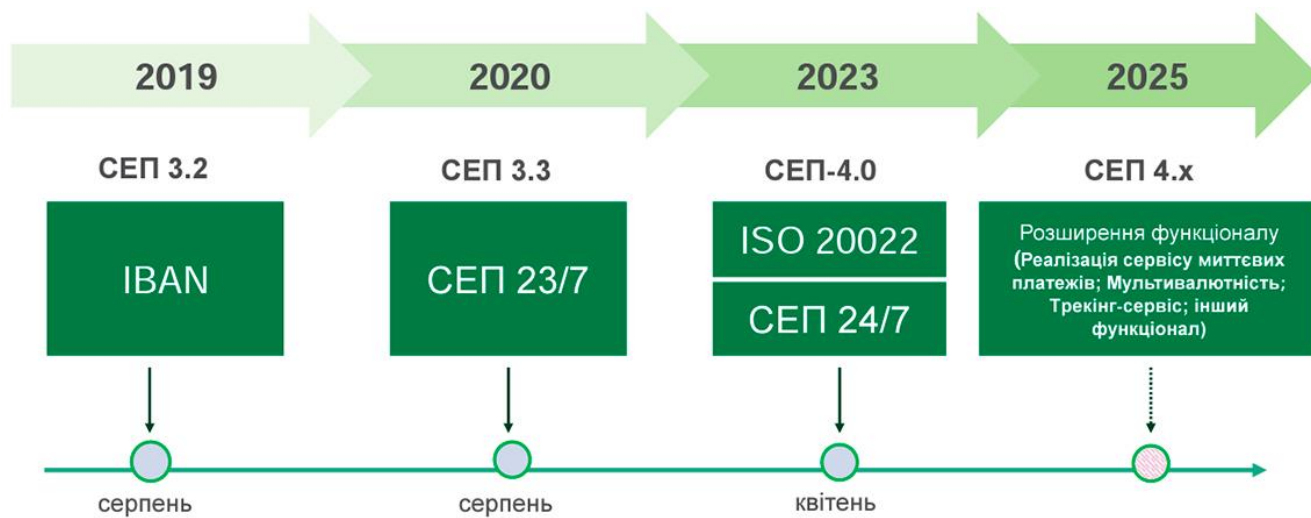 2019
2020
2023
2025
СЕП 3.2
СЕП 3.3
СЕП-4.0
СЕП 4.x
IBAN
СЕП 23/7
ISO 20022
СЕП 24/7
Розширення функціоналу
(Реалізація сервісу миттєвих
платежів; Мультивалютність;
Трекінг-сервіс; інший
функціонал)
серпень
серпень
квітень